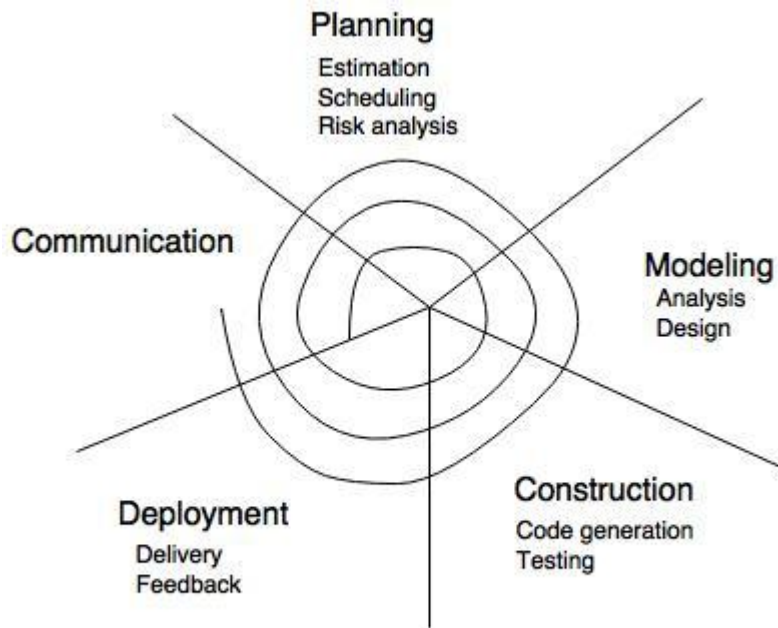 Planning
Estimation
Scheduling
Risk analysis
Communication
Modeling
Analysis
Design
Construction
Code generation
Testing
Deployment
Delivery
Feedback